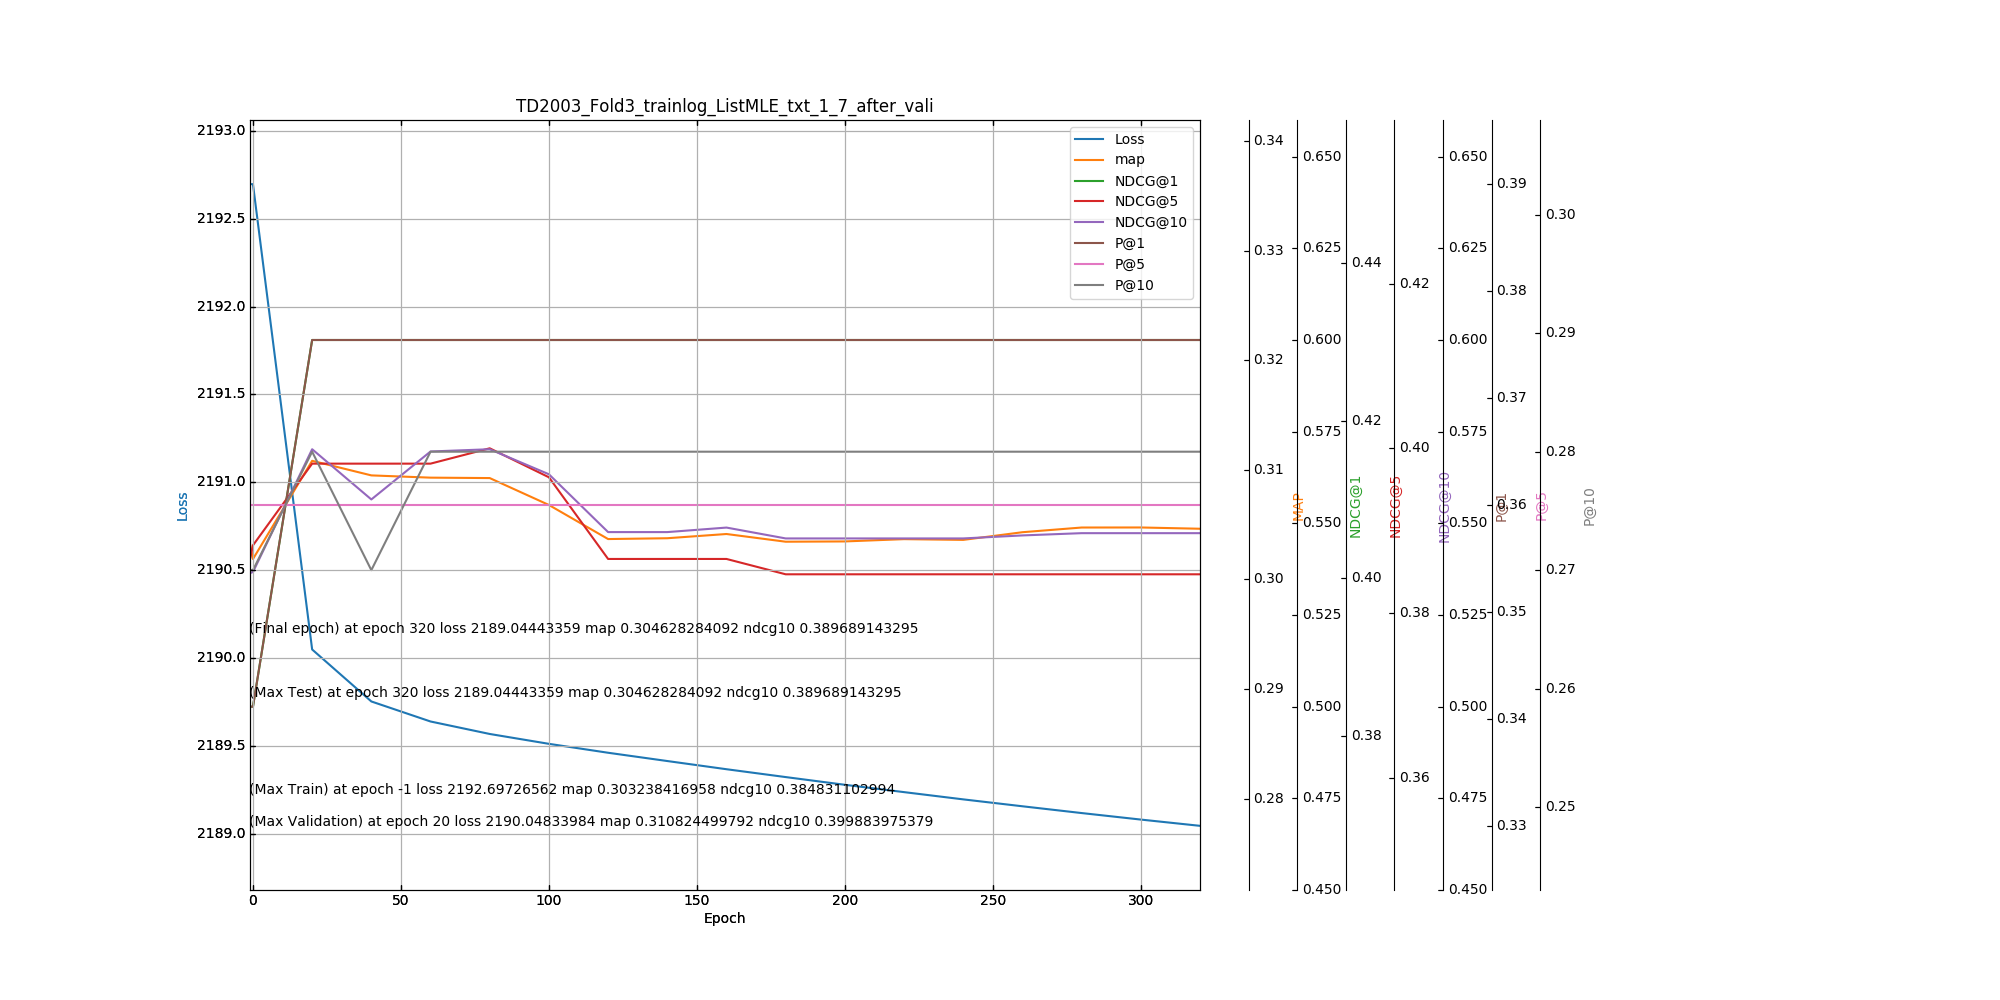 TD2003_Fold3_trainlog_ListMLE_txt_1_7_after_vali
2193.0
2192.5
2192.0
2191.5
2191.0
2190.5
2190.0
2189.5
2189.0
Loss
Loss
map
NDCG@1
NDCG@5
NDCG@10
P@1
P@5
P@10
(Final epoch) at epoch 320 loss 2189.04443359 map 0.304628284092 ndcg10 0.389689143295
(Max Test) at epoch 320 loss 2189.04443359 map 0.304628284092 ndcg10 0.389689143295
(Max Train) at epoch -1 loss 2192.69726562 map 0.303238416958 ndcg10 0.384831102994
(Max Validation) at epoch 20 loss 2190.04833984 map 0.310824499792 ndcg10 0.399883975379
0 50 100 150 200 250 300
Epoch
0.34
0.33
0.32
0.31
0.30
0.29
0.28
MAP
0.650
0.625
0.600
0.575
0.550
0.525
0.500
0.475
0.450
NDCG@1
0.44
0.42
0.40
0.38
NDCG@5
0.42
0.40
0.38
0.36
NDCG@10
0.650
0.625
0.600
0.575
0.550
0.525
0.500
0.475
0.450
P@1
0.39
0.38
0.37
0.36
0.35
0.34
0.33
P@5
0.30
0.29
0.28
0.27
0.26
0.25
P@10